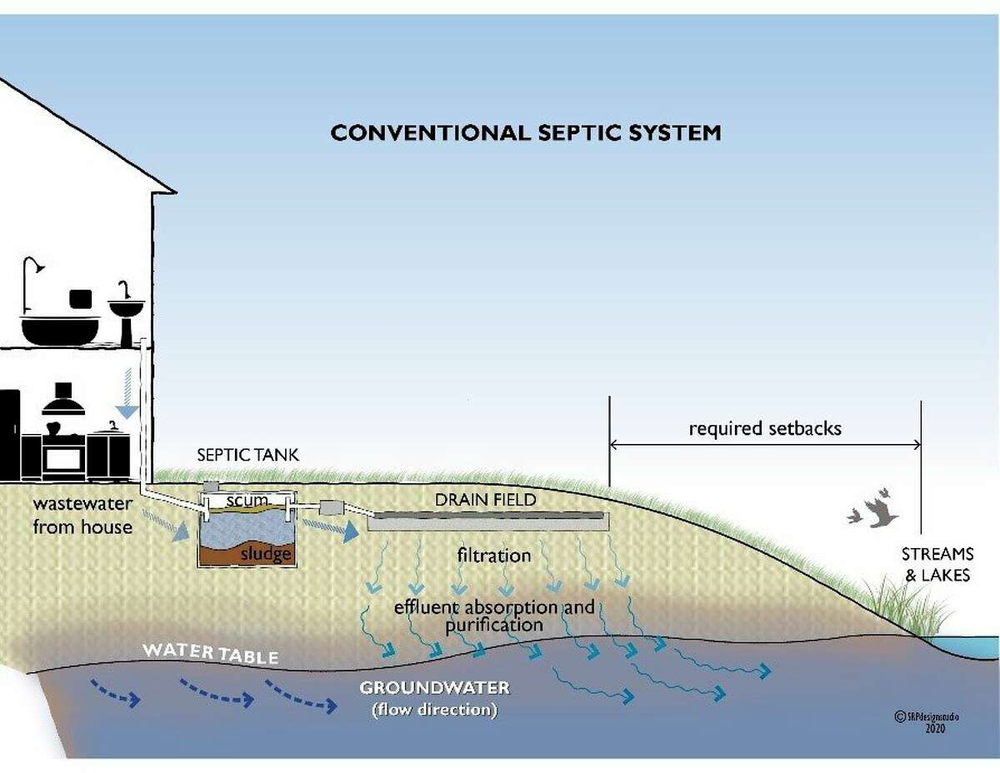 CONVENTIONAL SEPTIC SYSTEM
required setbacks
SEPTIC TANK
wastewater
from house
scum
sludge
DRAIN FIELD
filtration
effluent absorption and
purification
STREAMS
& LAKES
WATER TABLE
GROUNDWATER
(flow direction)
© SRPdesignstudio
2020